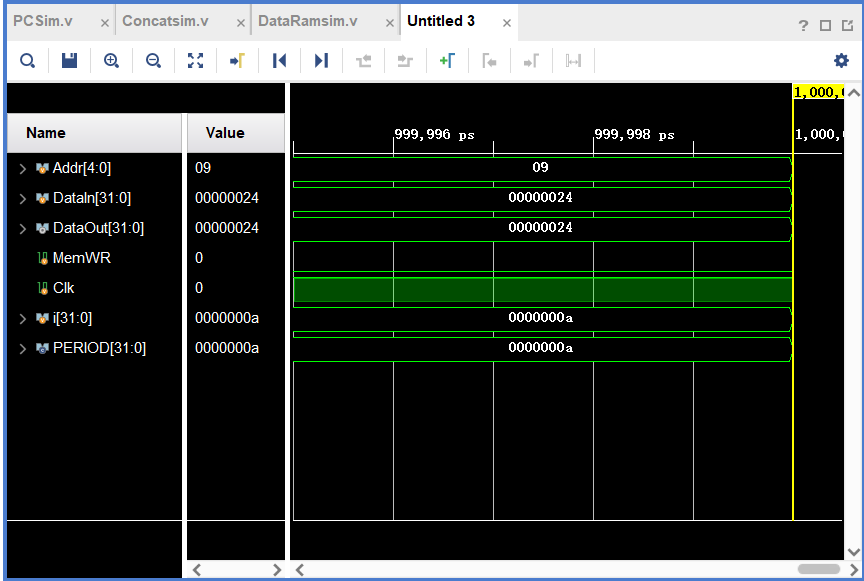 PCSim.v × Concatsim.v × DataRamsim.v × Untitled 3 × ?
1,000,
Name Value 999,996 ps 999,998 ps 1,000,
Addr[4:0] 09 09
DataIn[31:0] 00000024 00000024
DataOut[31:0] 00000024 00000024
MemWR 0
Clk 0
i[31:0] 0000000a 0000000a
PERIOD[31:0] 0000000a 0000000a